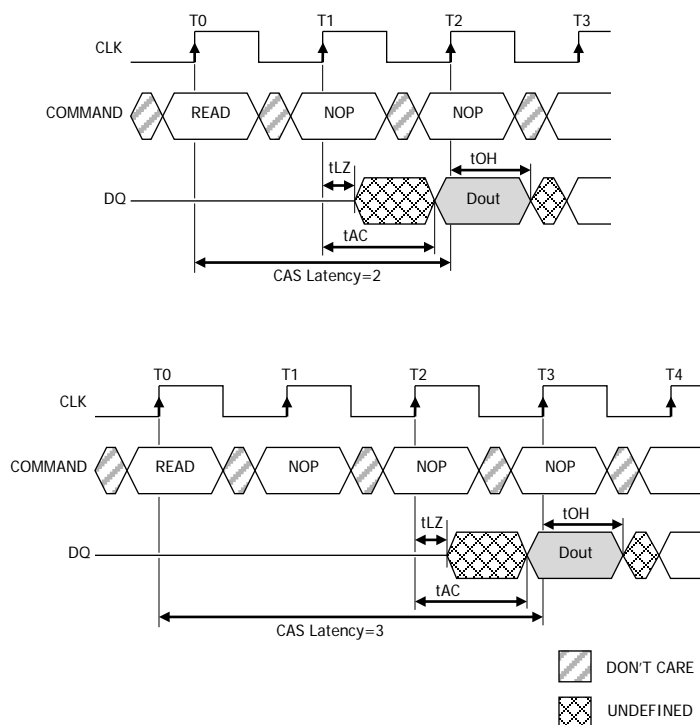 T0 T1 T2 T3
CLK
COMMAND READ NOP NOP
tLZ tOH
DQ Dout
tAC
CAS Latency=2
T0 T1 T2 T3 T4
CLK
COMMAND READ NOP NOP NOP
tLZ tOH
DQ Dout
tAC
CAS Latency=3
DON'T CARE
UNDEFINED